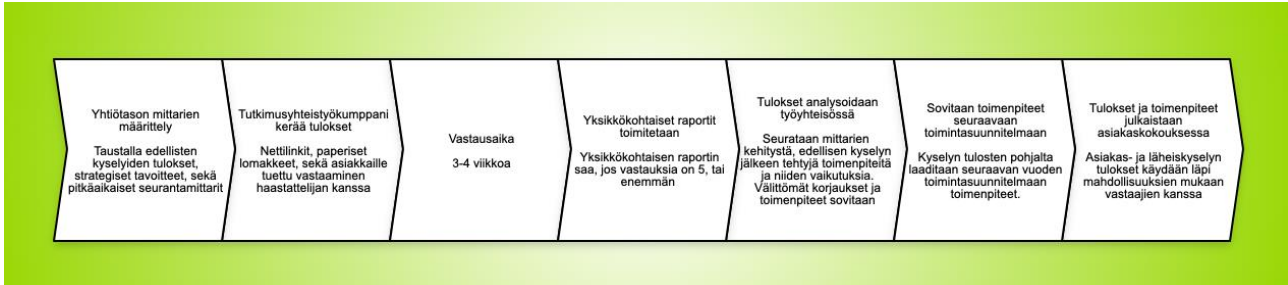 Yhtiötason mittarien
määrittely
Taustalla edellisten
kyselyiden tulokset,
strategiset tavoitteet, sekä
pitkäaikaiset seurantamittarit
Tutkimusyhteistyökumppani
kerää tulokset
Nettilinkit, paperiset
lomakkeet, sekä asiakkaille
tuettu vastaaminen
haastattelijan kanssa
Vastausaika
3-4 viikkoa
Yksikkökohtaiset raportit
toimitetaan
Yksikkökohtaisen raportin
saa, jos vastauksia on 5, tai
enemmän
Tulokset analysoidaan
työyhteisössä
Seurataan mittarien
kehitystä, edellisen kyselyn
jälkeen tehtyjä toimenpiteitä
ja niiden vaikutuksia.
Välittömät korjaukset ja
toimenpiteet sovitaan
Sovitaan toimenpiteet
seuraavaan
toimintasuunnitelmaan
Kyselyn tulosten pohjalta
laaditaan seuraavan vuoden
toimintasuunnitelmaan
toimenpiteet.
Tulokset ja toimenpiteet
julkaistaan
asiakaskokouksessa
Asiakas- ja läheiskyselyn
tulokset käydään läpi
mahdollisuuksien mukaan
vastaajien kanssa